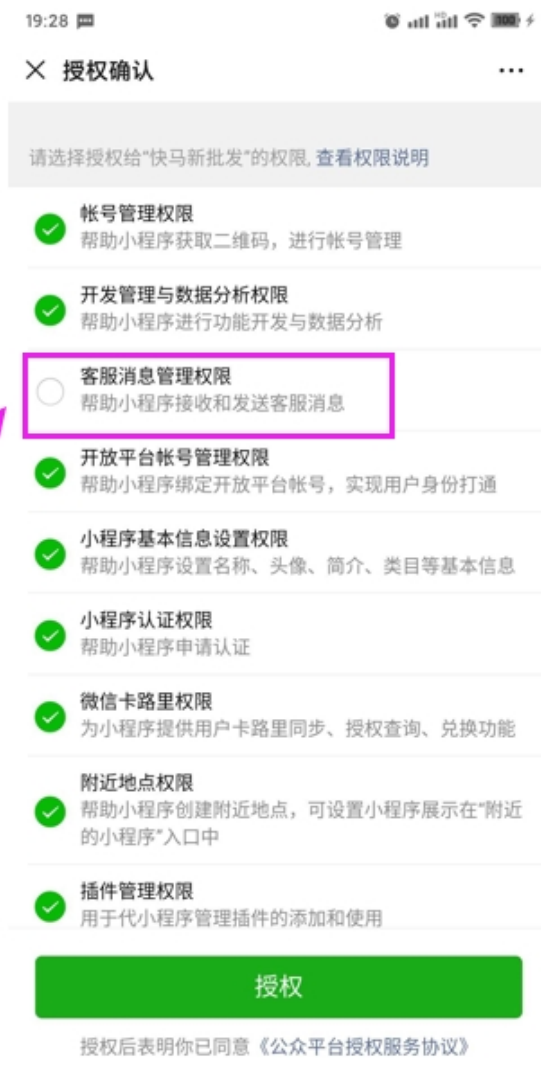 19:28
HD
100
授权确认
请选择授权给“快马新批发”的权限, 查看权限说明
帐号管理权限
帮助小程序获取二维码，进行帐号管理
开发管理与数据分析权限
帮助小程序进行功能开发与数据分析
客服消息管理权限
帮助小程序接收和发送客服消息
开放平台帐号管理权限
帮助小程序绑定开放平台帐号，实现用户身份打通
小程序基本信息设置权限
帮助小程序设置名称、头像、简介、类目等基本信息
小程序认证权限
帮助小程序申请认证
微信卡路里权限
为小程序提供用户卡路里同步、授权查询、兑换功能
附近地点权限
帮助小程序创建附近地点，可设置小程序展示在“附近
的小程序”入口中
插件管理权限
用于代小程序管理插件的添加和使用
授权
授权后表明你已同意《公众平台授权服务协议》